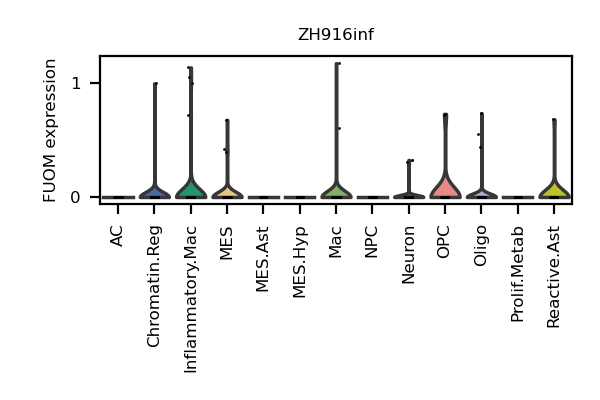 ZH916inf
FUOM expression
1
0
AC
Chromatin.Reg
Inflammatory.Mac
MES
MES.Ast
MES.Hyp
Mac
NPC
Neuron
OPC
Oligo
Prolif.Metab
Reactive.Ast